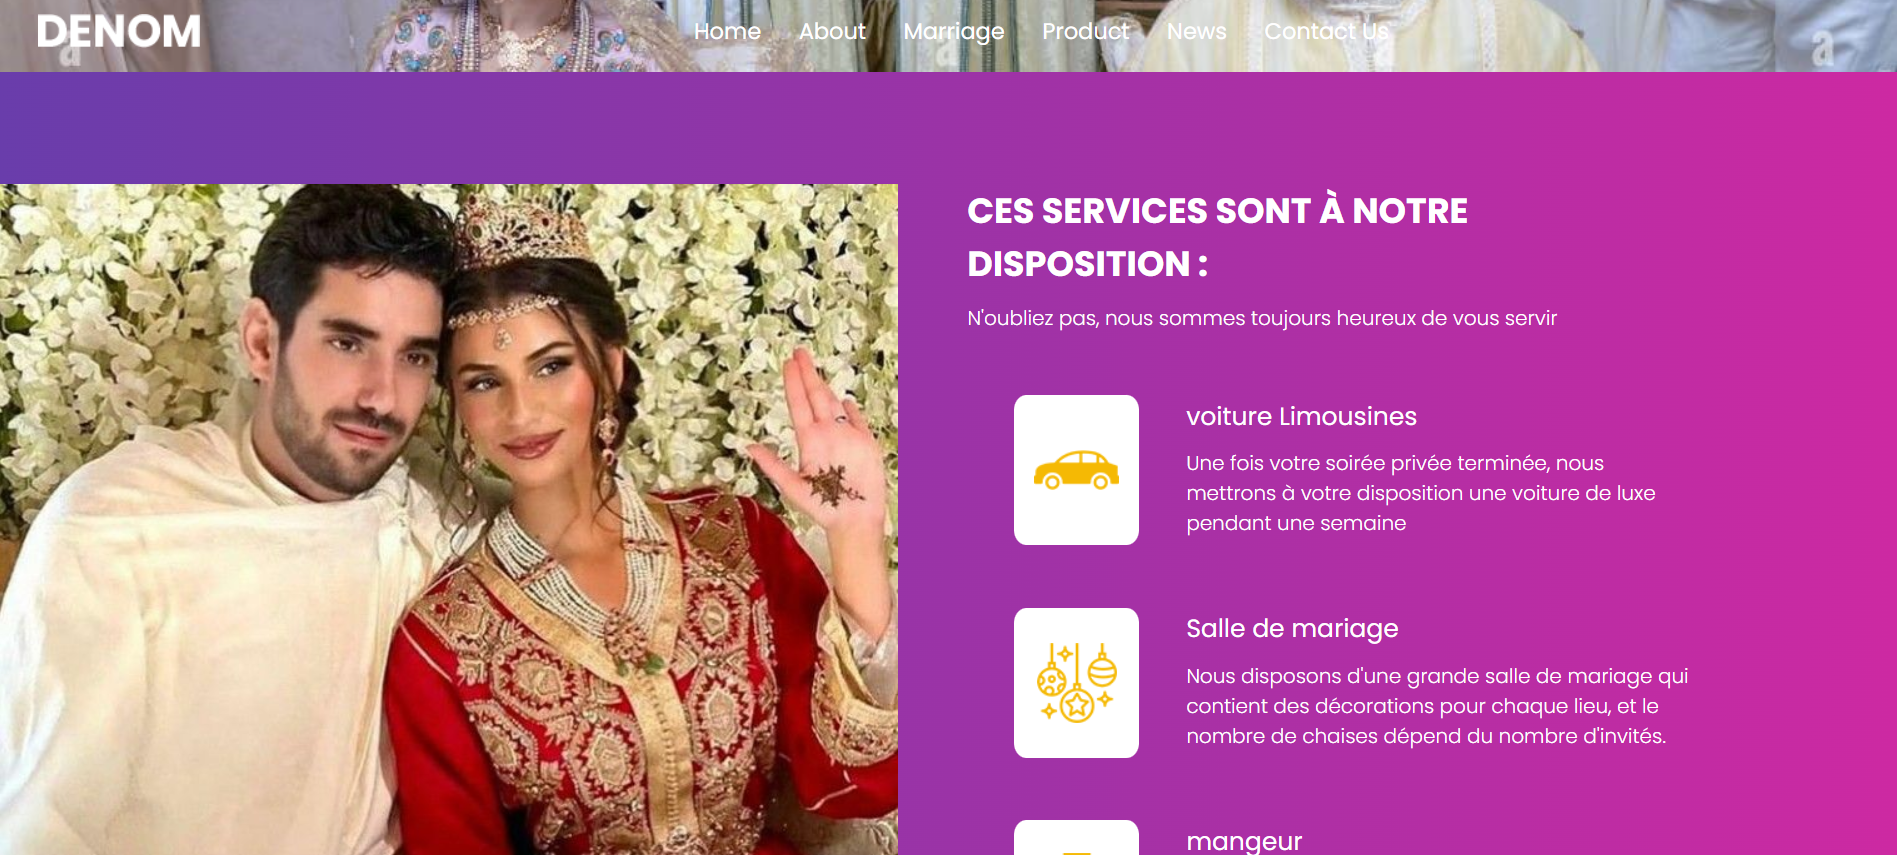 DENOM
Home About Marriage Product News Contact Us
a a a a
CES SERVICES SONT À NOTRE
DISPOSITION :
N'oubliez pas, nous sommes toujours heureux de vous servir
voiture Limousines
Une fois votre soirée privée terminée, nous
mettrons à votre disposition une voiture de luxe
pendant une semaine
Salle de mariage
Nous disposons d'une grande salle de mariage qui
contient des décorations pour chaque lieu, et le
nombre de chaises dépend du nombre d'invités.
mangeur